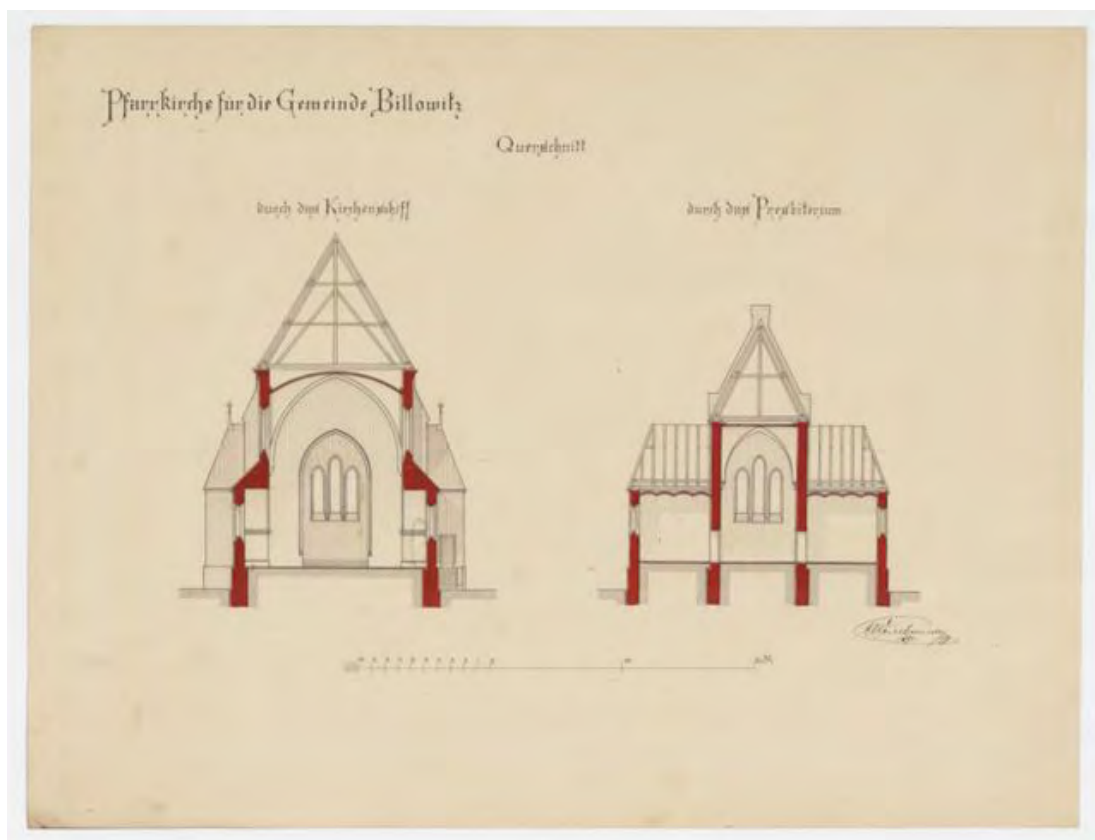 Pfarrkirche für die Gemeinde Billowitz
Querschnitt
durch das Kirchenschiff
durch das Presbiterium